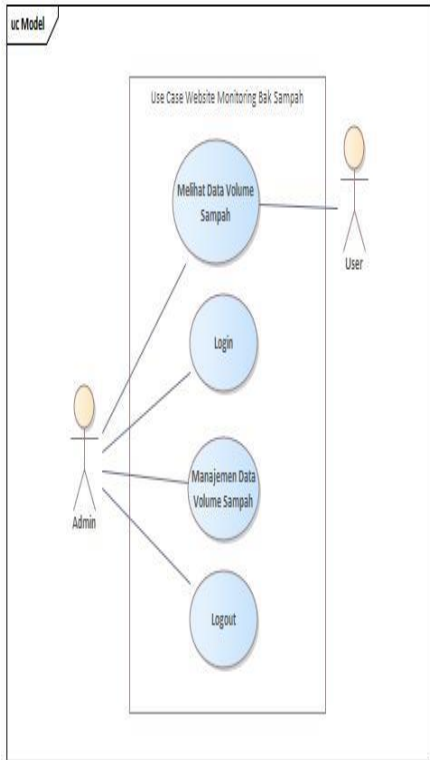 uc Model
Use Case Website Monitoring Bak Sampah
Melihat Data Volume
Sampah
User
Login
Admin
Manajemen Data
Volume Sampah
Logout